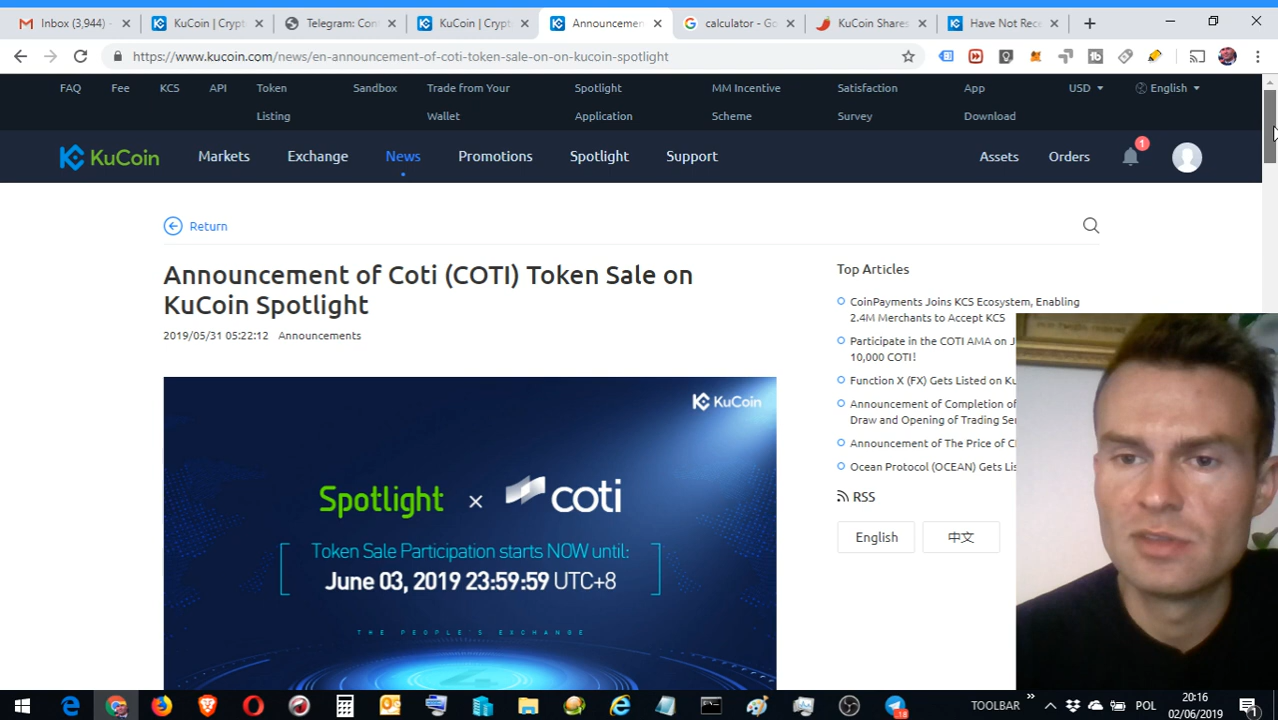 Inbox (3,944)
KuCoin | Crypt
Telegram: Con
KuCoin | Crypt
Announcemen
calculator - Go
KuCoin Shares
Have Not Rece
https://www.kucoin.com/news/en-announcement-of-coti-token-sale-on-on-kucoin-spotlight
FAQ Fee KCS API Token Listing Sandbox Trade from Your Wallet Spotlight Application MM Incentive Scheme Satisfaction Survey App Download USD English
KuCoin Markets Exchange News Promotions Spotlight Support Assets Orders 1
Return
Announcement of Coti (COTI) Token Sale on
KuCoin Spotlight
2019/05/31 05:22:12 Announcements
KuCoin
Spotlight × coti
Token Sale Participation starts NOW until:
June 03, 2019 23:59:59 UTC+8
THE PEOPLE'S EXCHANGE
Top Articles
CoinPayments Joins KCS Ecosystem, Enabling
2.4M Merchants to Accept KCS
Participate in the COTI AMA on J
10,000 COTI!
Function X (FX) Gets Listed on Ku
Announcement of Completion of
Draw and Opening of Trading Ser
Announcement of The Price of C
Ocean Protocol (OCEAN) Gets Lis
RSS
English 中文
TOOLBAR
POL
20:16
02/06/2019